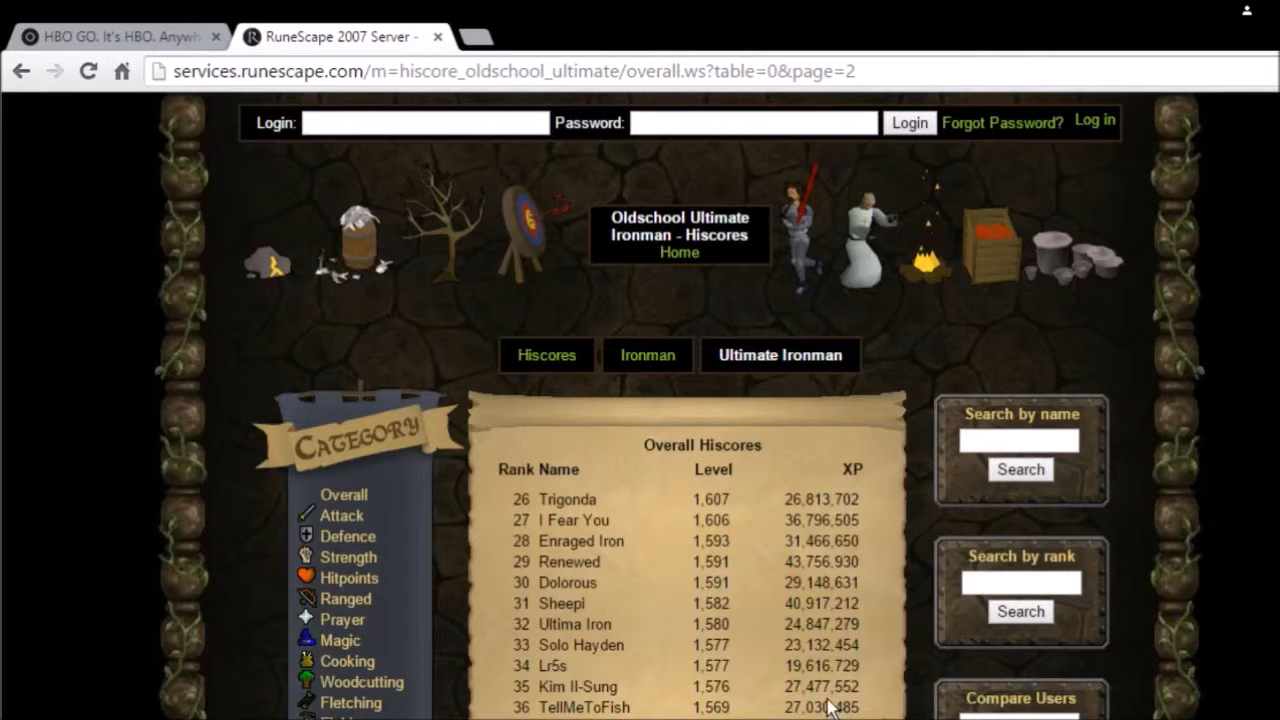 HBO GO. It's HBO. Anywh
RuneScape 2007 Server -
services.runescape.com/m=hiscore_oldschool_ultimate/overall.ws?table=0&page=2
Login: Password: Login Forgot Password? Log in
Oldschool Ultimate
Ironman - Hiscores
Home
Hiscores Ironman Ultimate Ironman
CATEGORY
Overall
Attack
Defence
Strength
Hitpoints
Ranged
Prayer
Magic
Cooking
Woodcutting
Fletching
Overall Hiscores
Rank Name Level XP
26 Trigonda 1,607 26,813,702
27 I Fear You 1,606 36,796,505
28 Enraged Iron 1,593 31,466,650
29 Renewed 1,591 43,756,930
30 Dolorous 1,591 29,148,631
31 Sheepi 1,582 40,917,212
32 Ultima Iron 1,580 24,847,279
33 Solo Hayden 1,577 23,132,454
34 Lr5s 1,577 19,616,729
35 Kim Il-Sung 1,576 27,477,552
36 TellMeToFish 1,569
Search by name
Search
Search by rank
Search
Compare Users